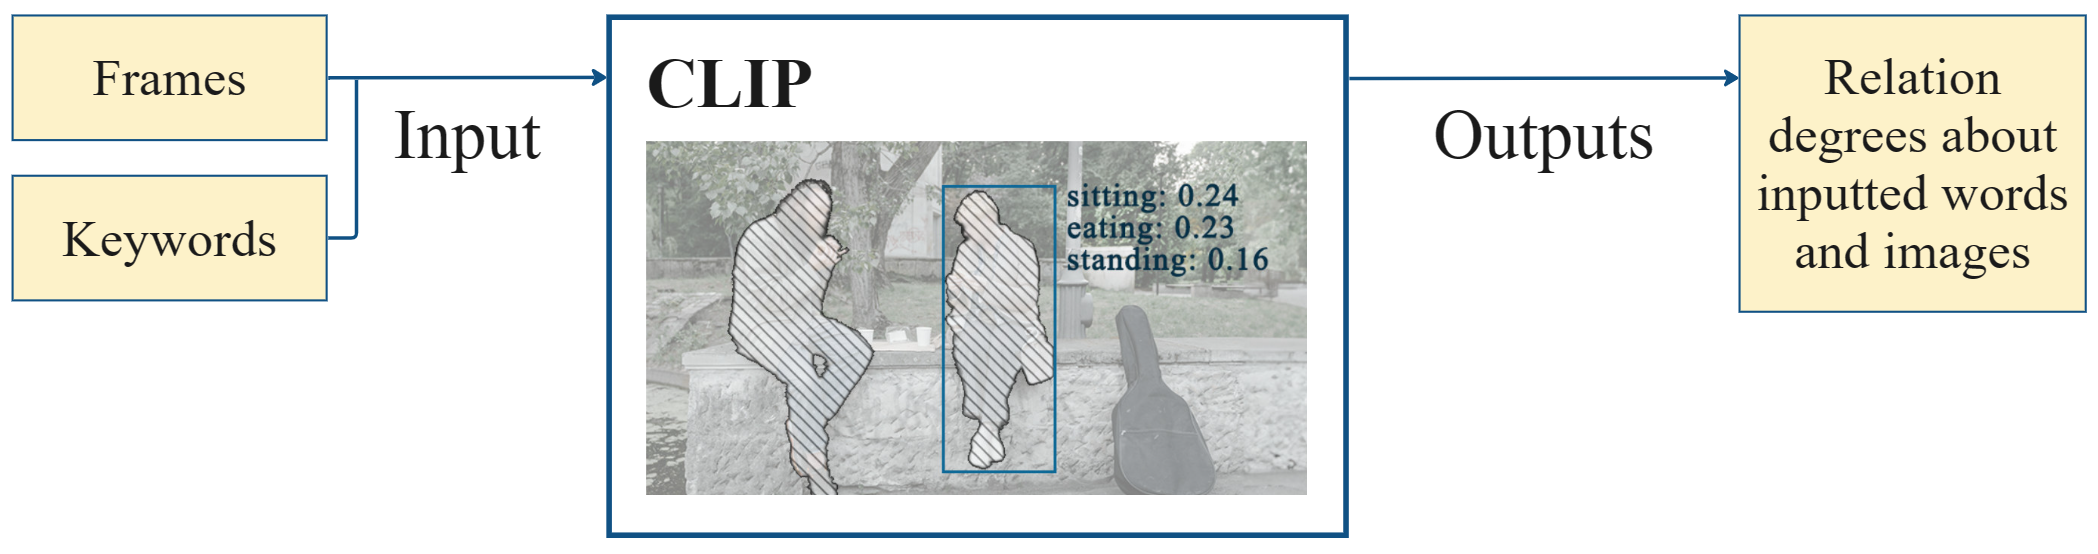 Frames
Keywords
Input
CLIP
sitting: 0.24
eating: 0.23
standing: 0.16
Outputs
Relation
degrees about
inputted words
and images